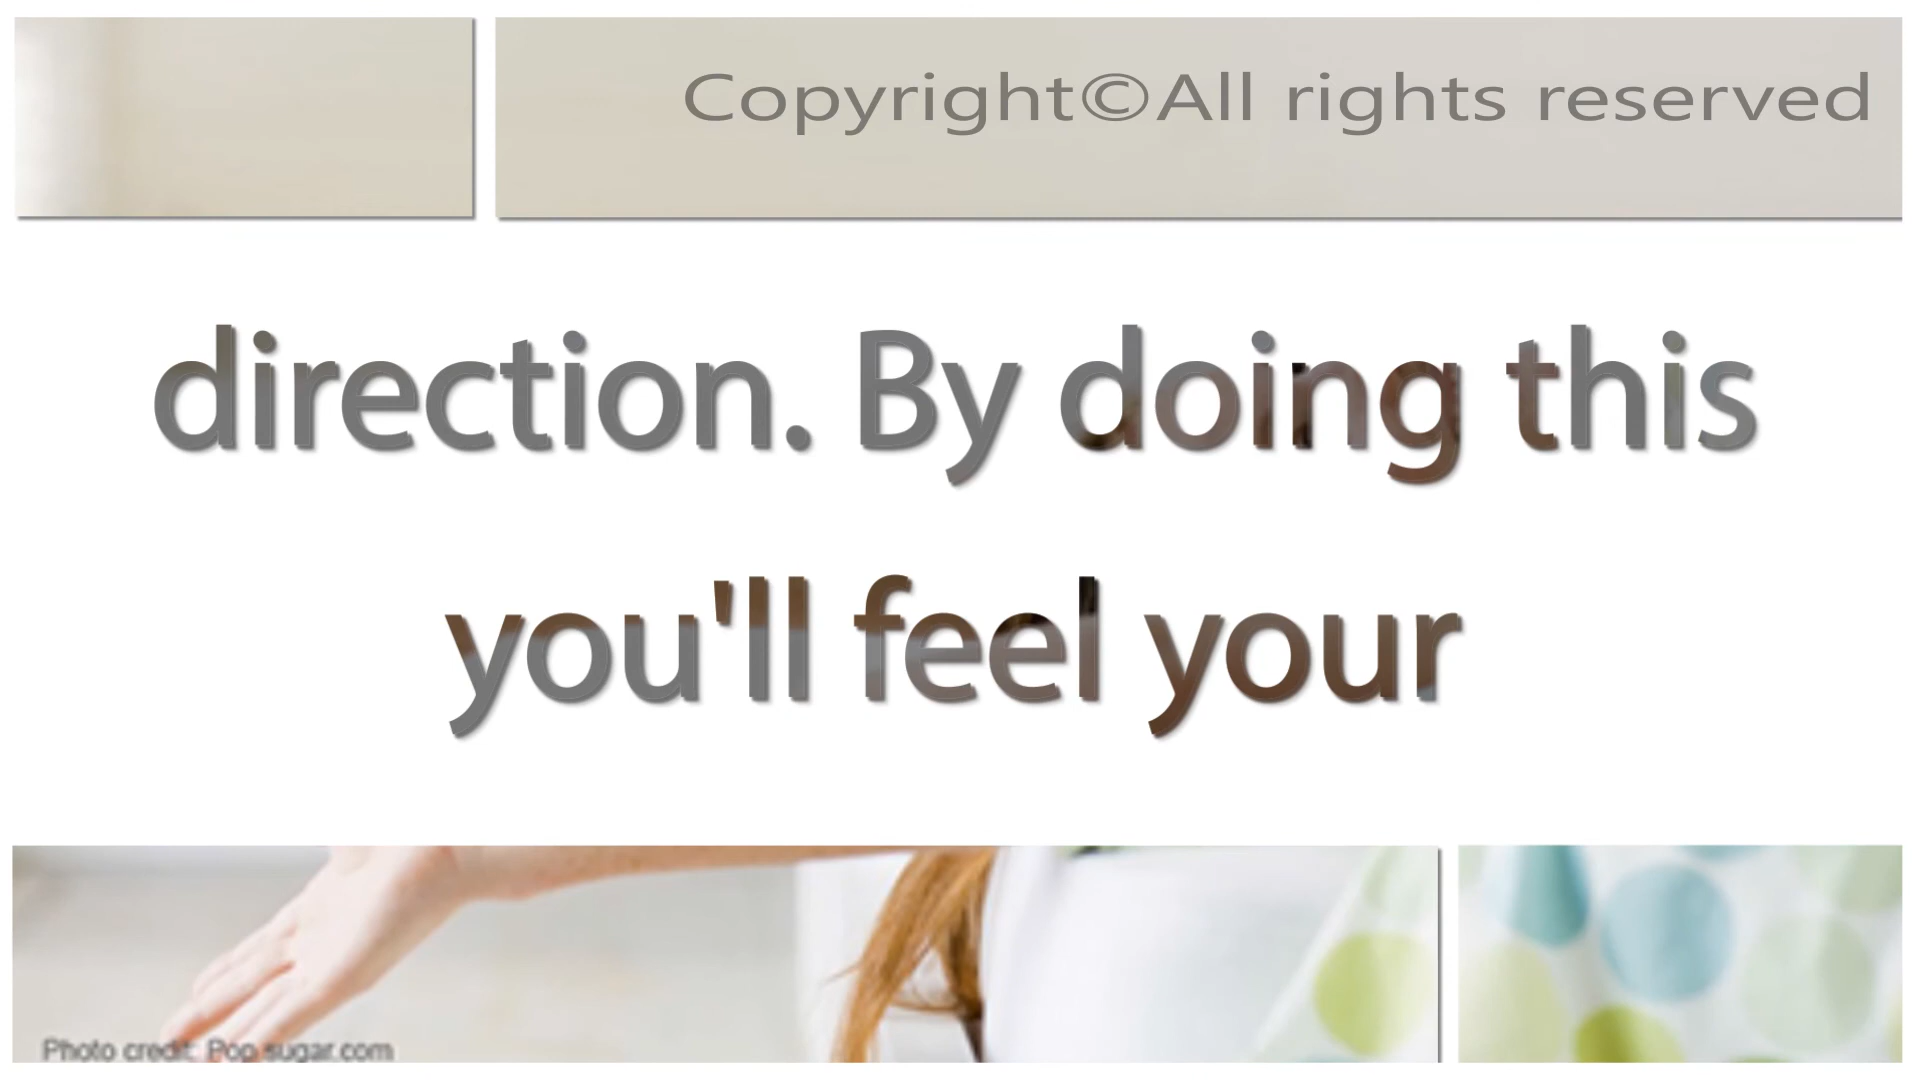 Copyright©All rights reserved
direction. By doing this
you'll feel your
Photo credit: Pop sugar.com